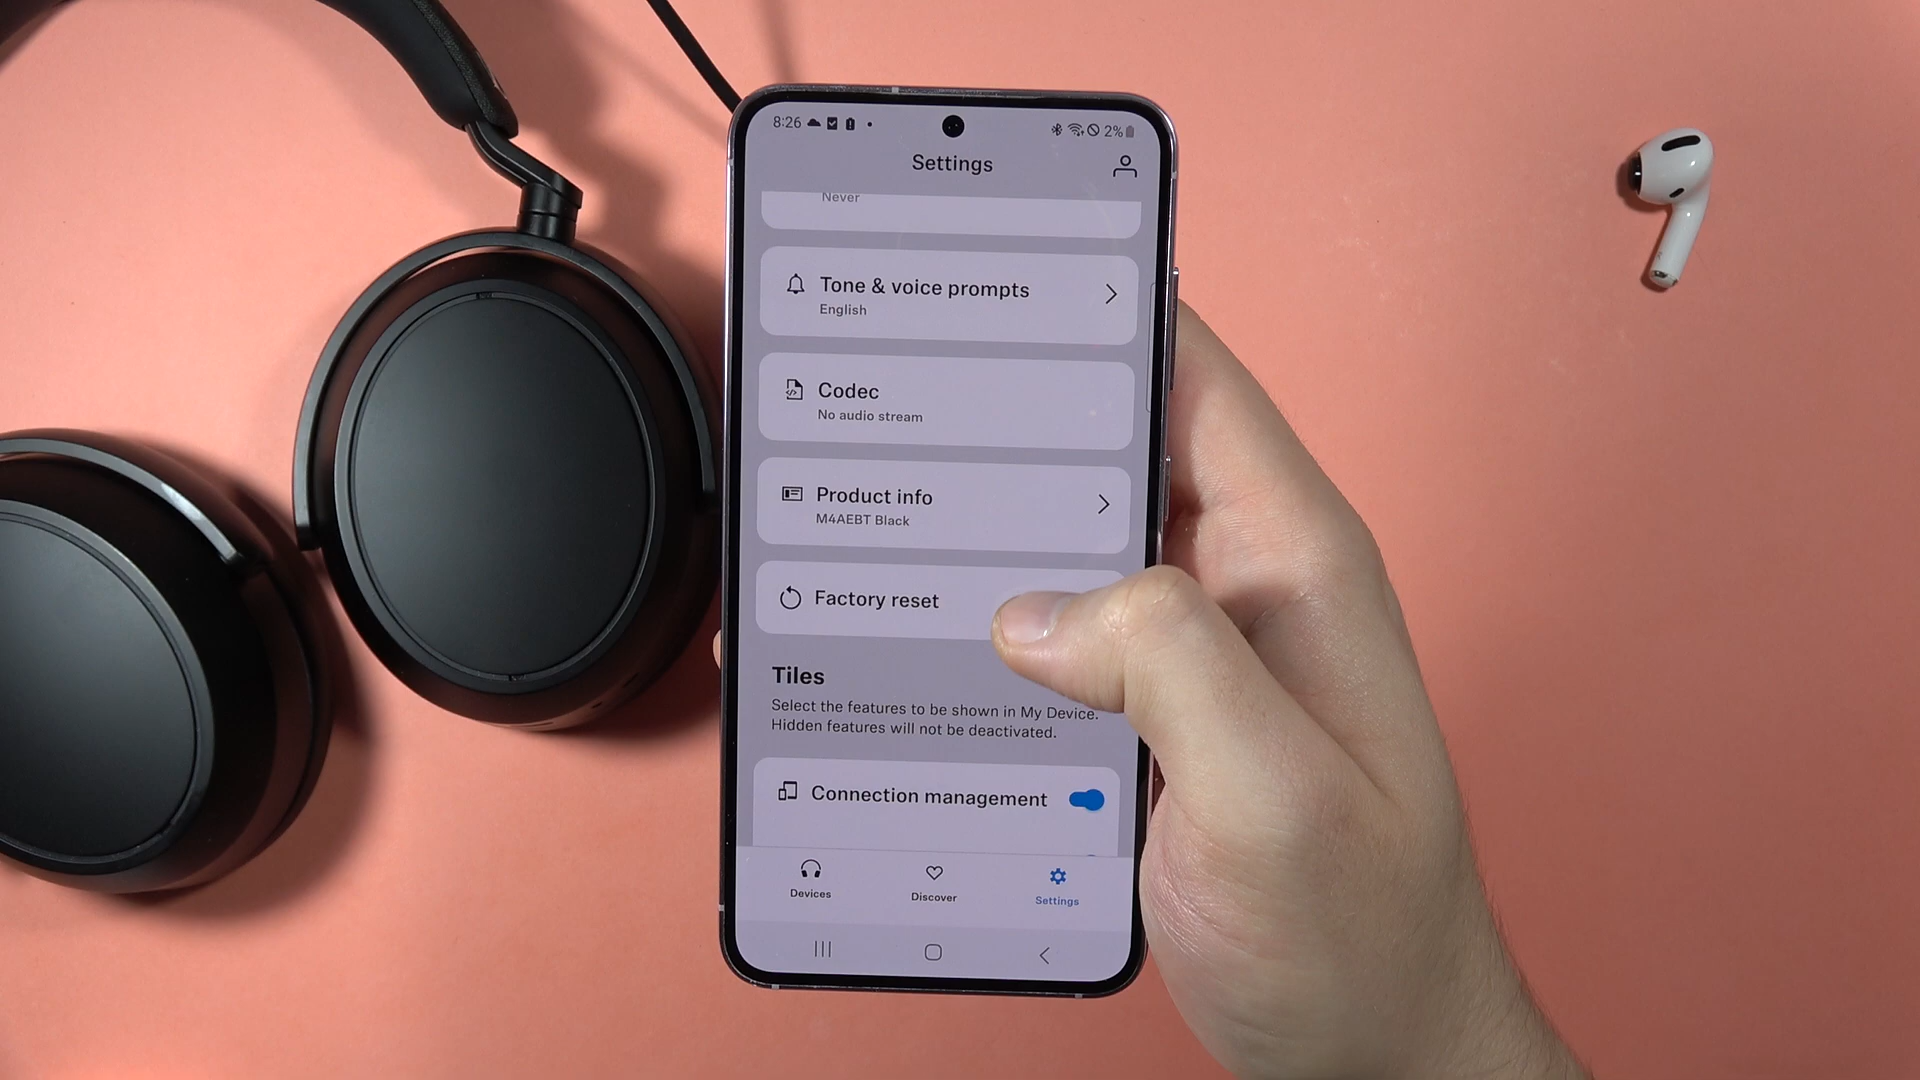 8:26
2%
Settings
Never
Tone & voice prompts
English
Codec
No audio stream
Product info
M4AEBT Black
Factory reset
Tiles
Select the features to be shown in My Device.
Hidden features will not be deactivated.
Connection management
Devices
Discover
Settings